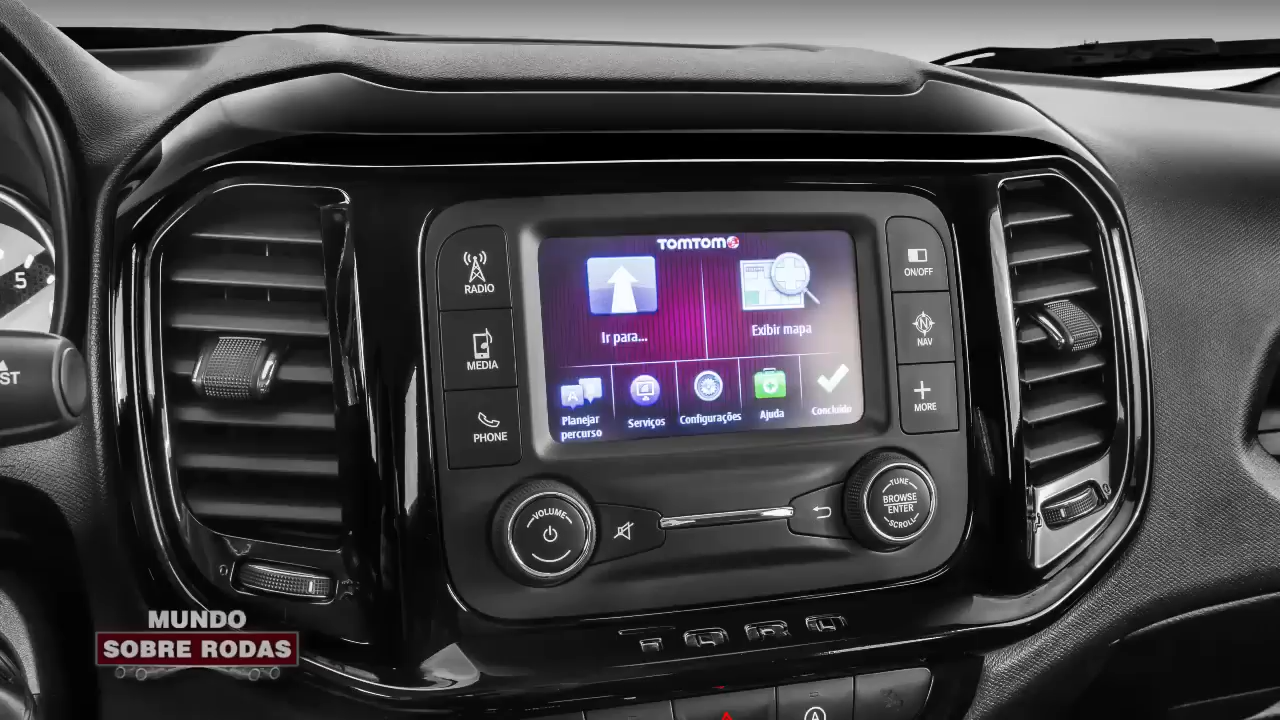 TOMTOM
RADIO
MEDIA
PHONE
Ir para...
Exibir mapa
Planejar
percurso
Serviços
Configurações
Ajuda
Concluído
ON/OFF
NAV
MORE
5
ST
VOLUME
TUNE
BROWSE
ENTER
SCROLL
A
MUNDO
SOBRE RODAS